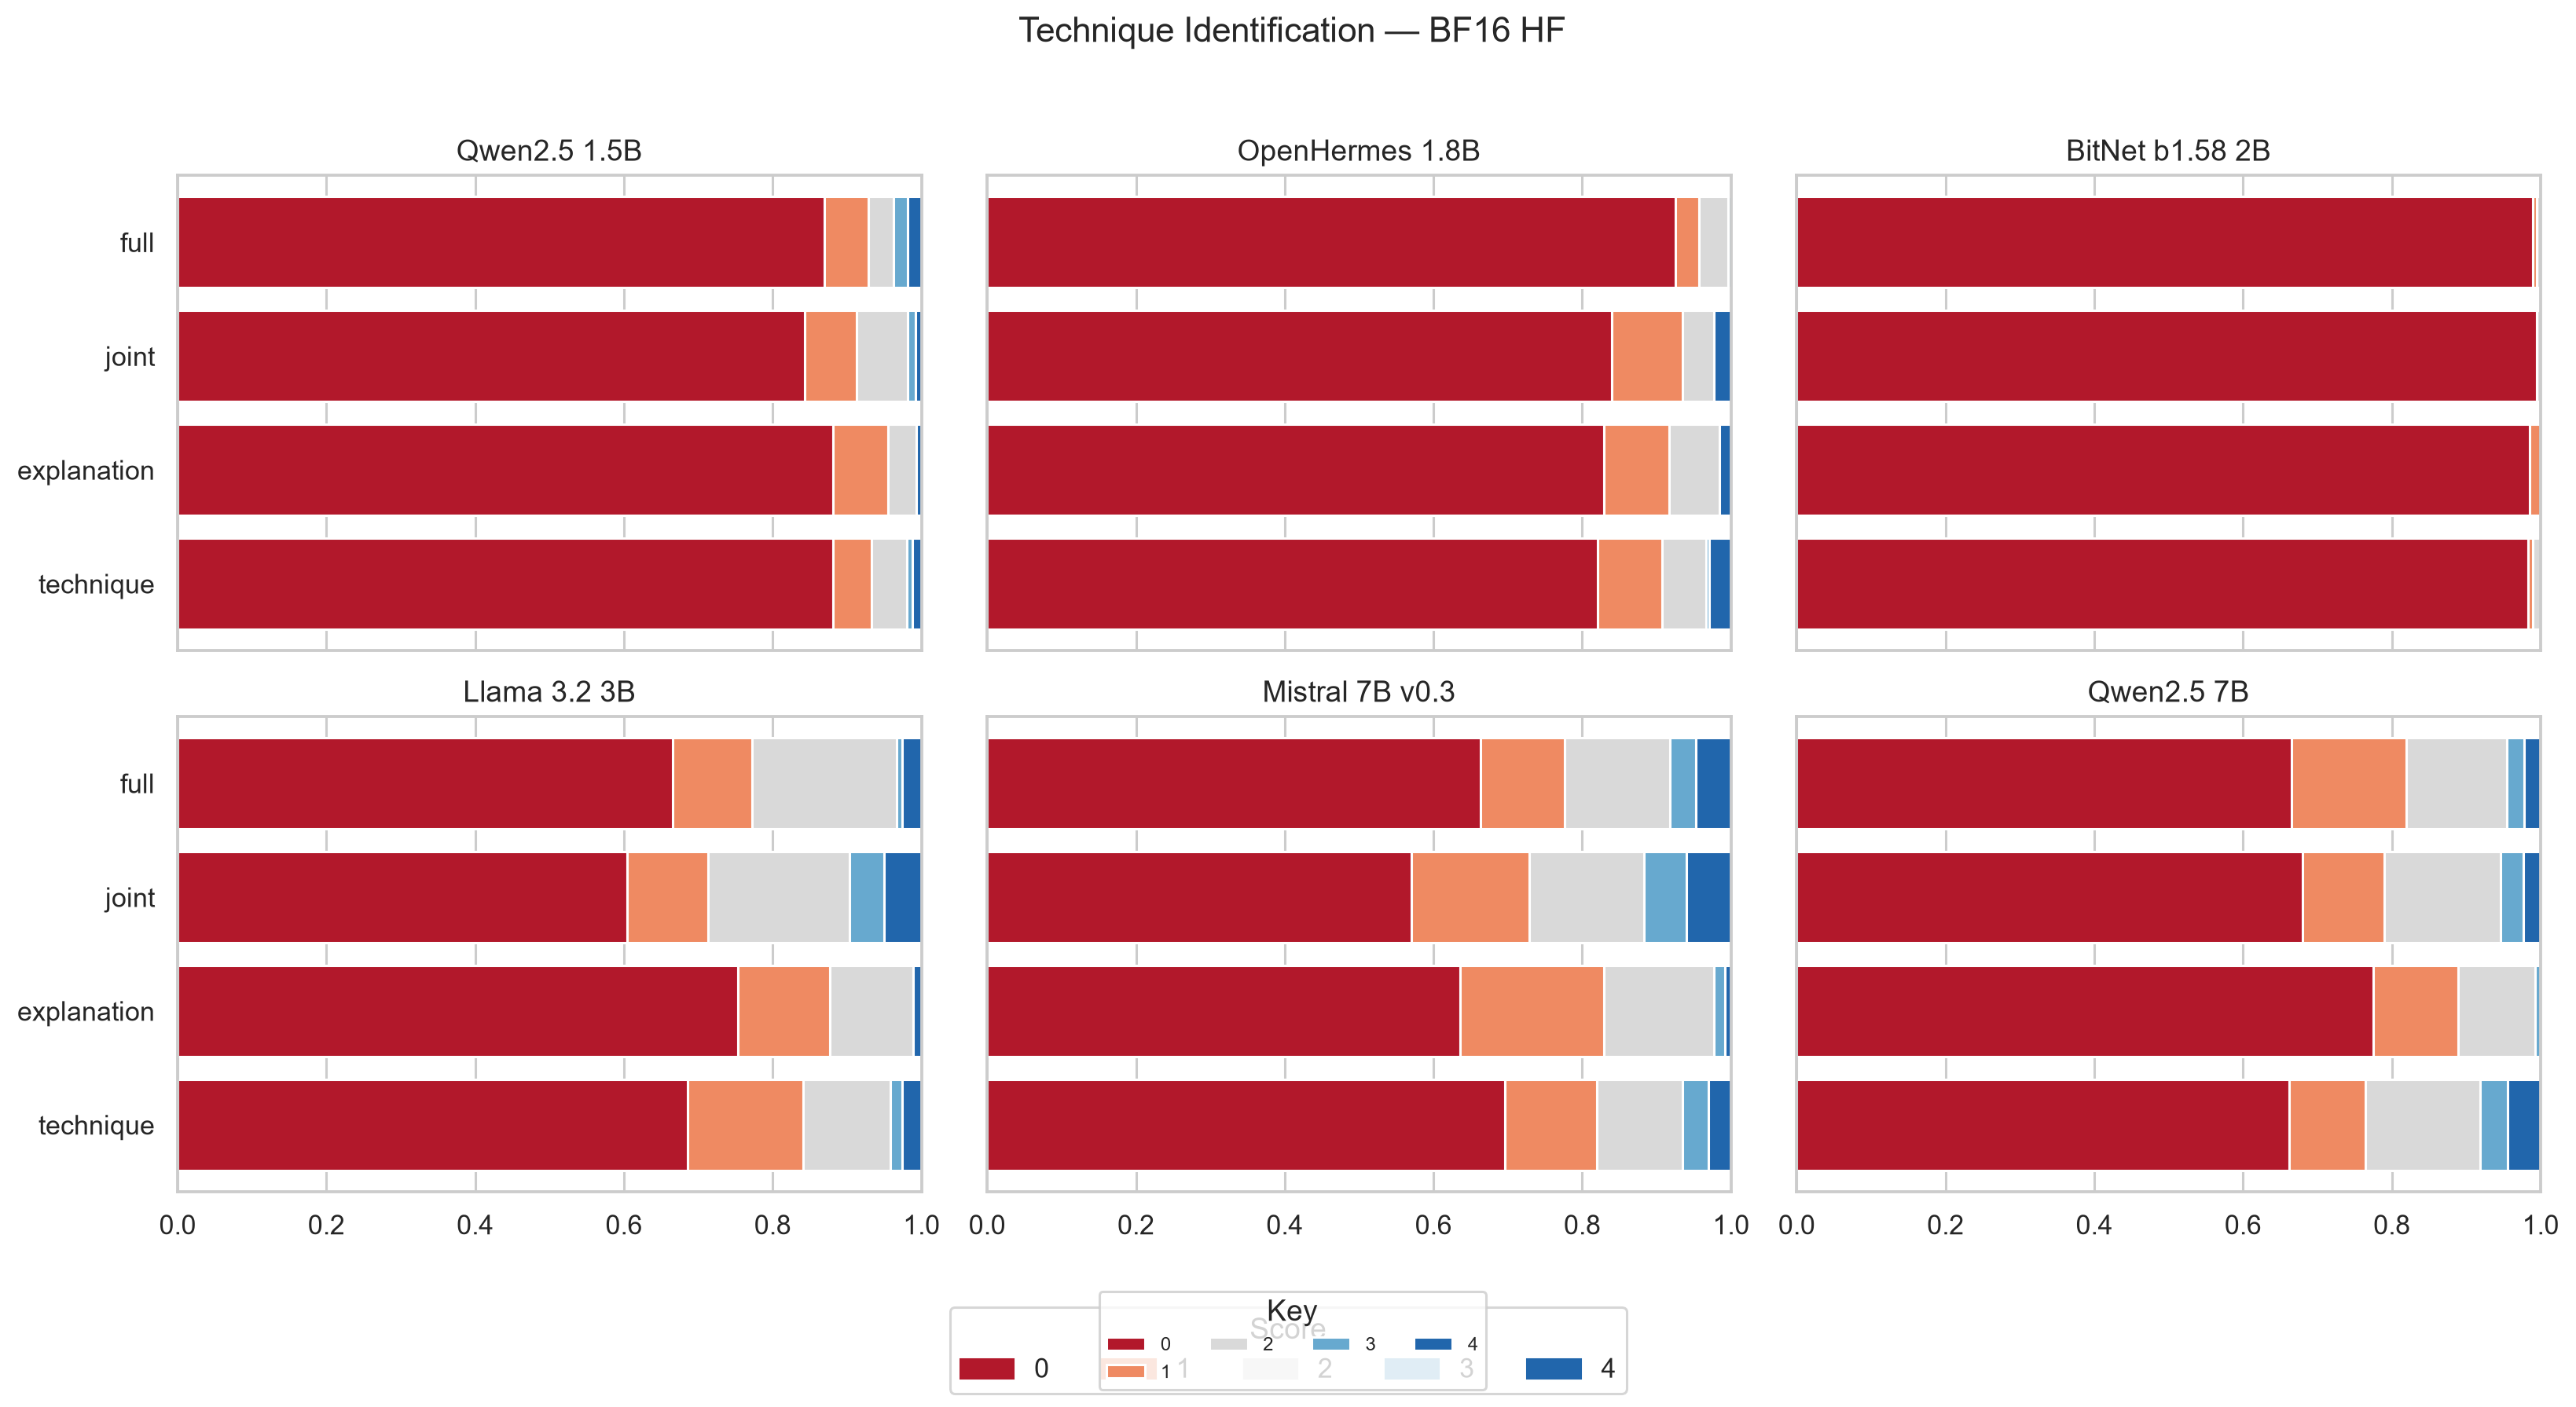 Technique Identification — BF16 HF
Qwen2.5 1.5B
OpenHermes 1.8B
BitNet b1.58 2B
full
joint
explanation
technique
Llama 3.2 3B
Mistral 7B v0.3
Qwen2.5 7B
full
joint
explanation
technique
0.0 0.2 0.4 0.6 0.8 1.0
0.0 0.2 0.4 0.6 0.8 1.0
0.0 0.2 0.4 0.6 0.8 1.0
Key
Score
0 2 3 4
1
0 1 2 3 4